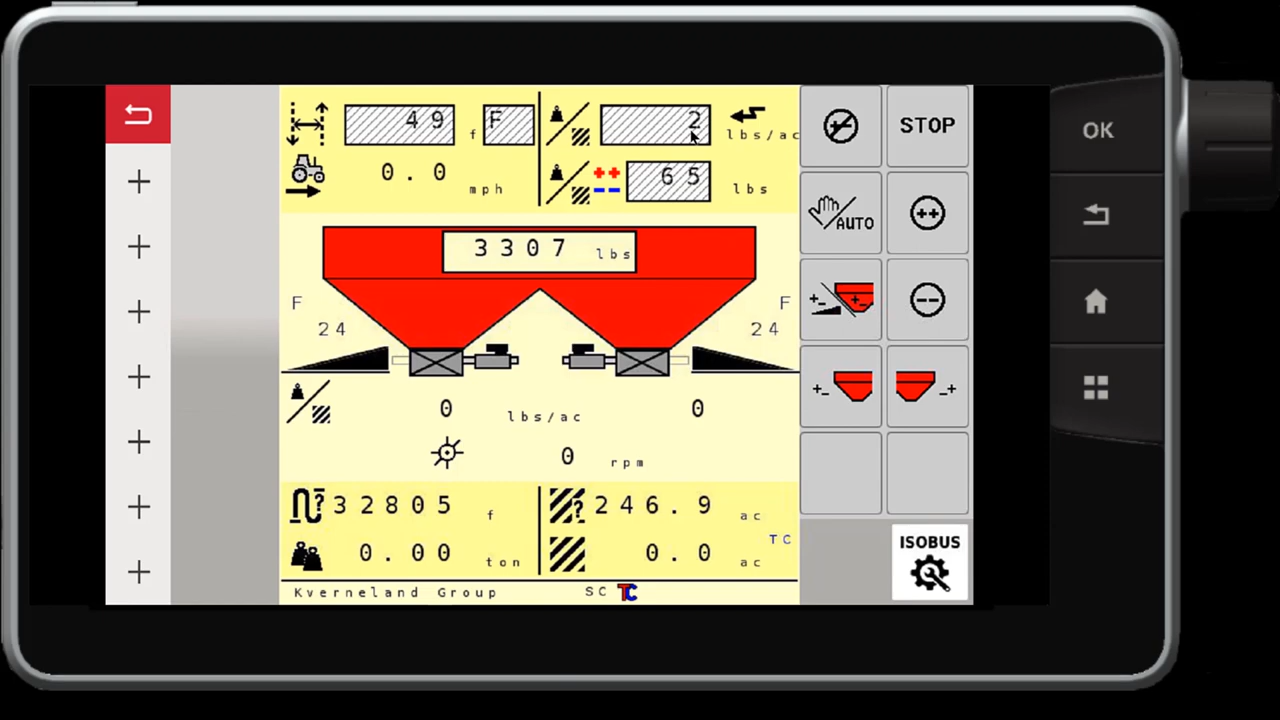 49 f F 2 lbs/ac STOP OK
0.0 mph 65 lbs
AUTO ++
3307 lbs
F F
24 24
0 lbs/ac 0
0 rpm
32805 f 246.9 ac
TC
0.00 ton 0.0 ac
ISOBUS
Kverneland Group SC TC